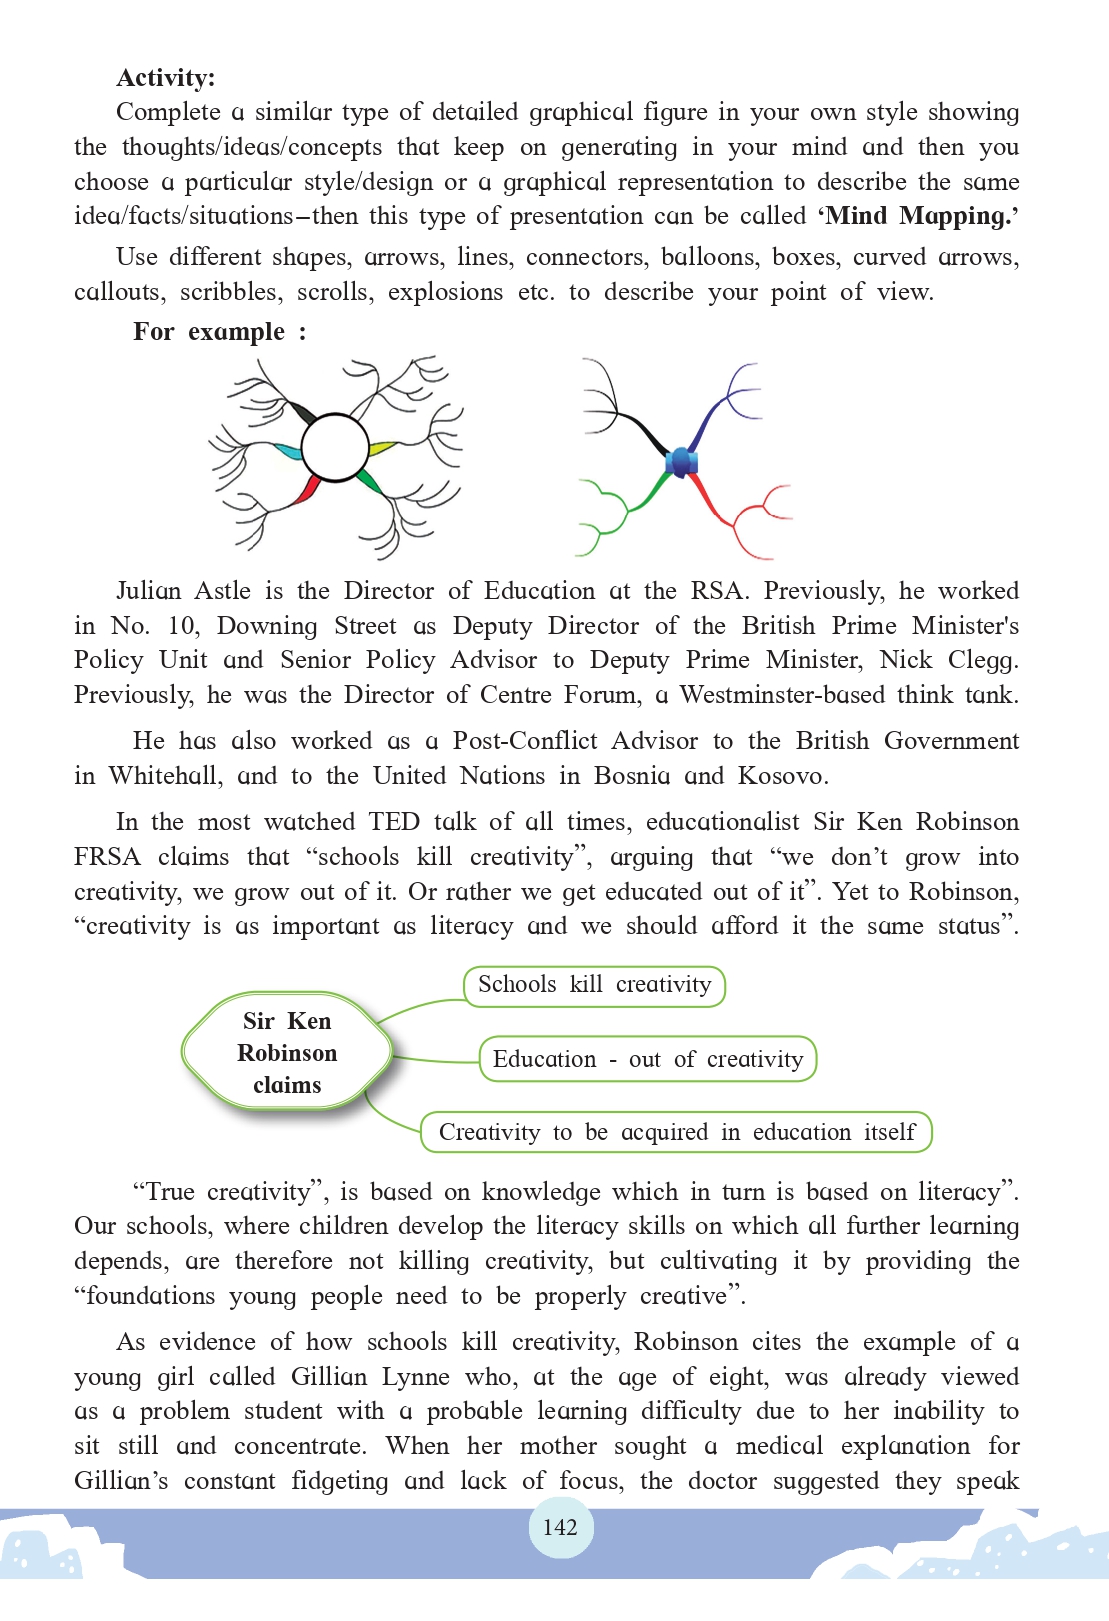 Activity:
Complete a similar type of detailed graphical figure in your own style showing
the thoughts/ideas/concepts that keep on generating in your mind and then you
choose a particular style/design or a graphical representation to describe the same
idea/facts/situations–then this type of presentation can be called ‘Mind Mapping.’
Use different shapes, arrows, lines, connectors, balloons, boxes, curved arrows,
callouts, scribbles, scrolls, explosions etc. to describe your point of view.
For example :
Julian Astle is the Director of Education at the RSA. Previously, he worked
in No. 10, Downing Street as Deputy Director of the British Prime Minister's
Policy Unit and Senior Policy Advisor to Deputy Prime Minister, Nick Clegg.
Previously, he was the Director of Centre Forum, a Westminster-based think tank.
He has also worked as a Post-Conflict Advisor to the British Government
in Whitehall, and to the United Nations in Bosnia and Kosovo.
In the most watched TED talk of all times, educationalist Sir Ken Robinson
FRSA claims that “schools kill creativity”, arguing that “we don’t grow into
creativity, we grow out of it. Or rather we get educated out of it”. Yet to Robinson,
“creativity is as important as literacy and we should afford it the same status”.
Sir Ken
Robinson
claims
Schools kill creativity
Education - out of creativity
Creativity to be acquired in education itself
“True creativity”, is based on knowledge which in turn is based on literacy”.
Our schools, where children develop the literacy skills on which all further learning
depends, are therefore not killing creativity, but cultivating it by providing the
“foundations young people need to be properly creative”.
As evidence of how schools kill creativity, Robinson cites the example of a
young girl called Gillian Lynne who, at the age of eight, was already viewed
as a problem student with a probable learning difficulty due to her inability to
sit still and concentrate. When her mother sought a medical explanation for
Gillian’s constant fidgeting and lack of focus, the doctor suggested they speak
142